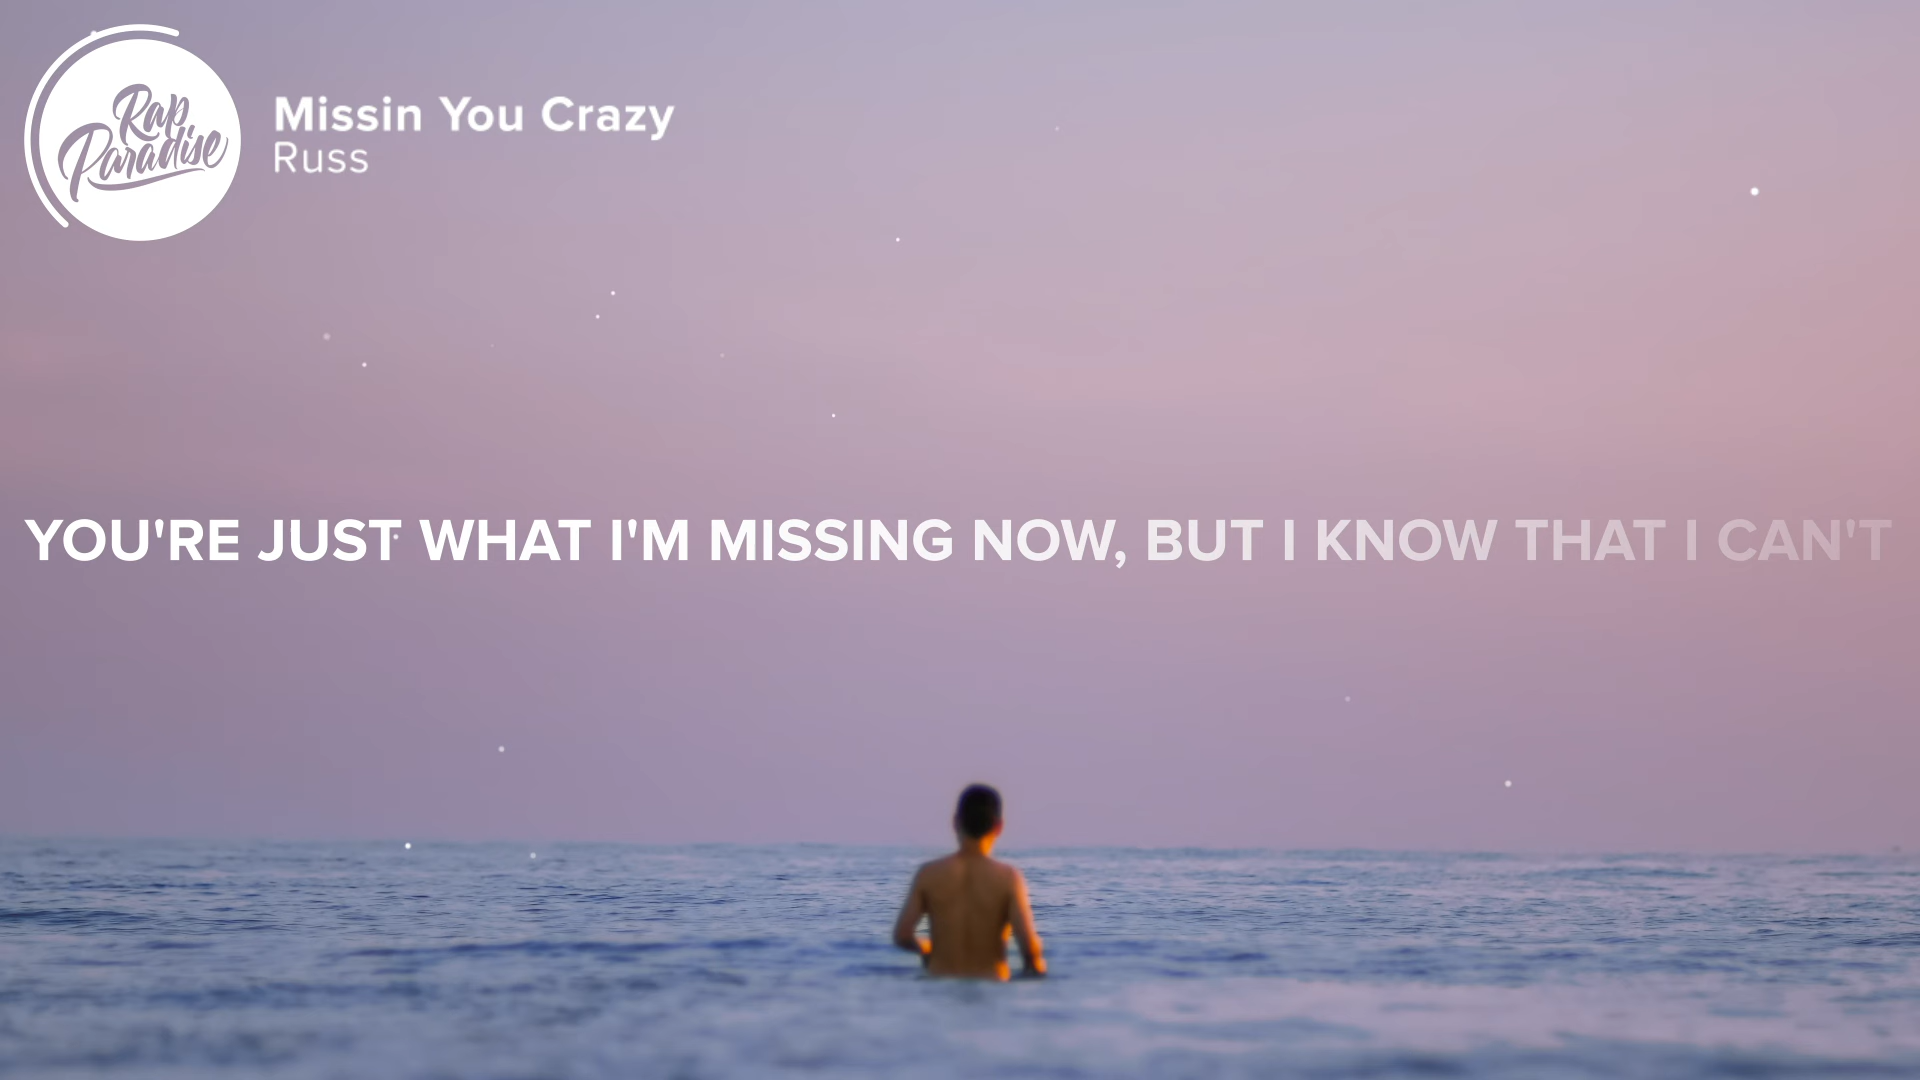 Rap
Paradise
Missin You Crazy
Russ
YOU'RE JUST WHAT I'M MISSING NOW, BUT I KNOW THAT I CAN'T